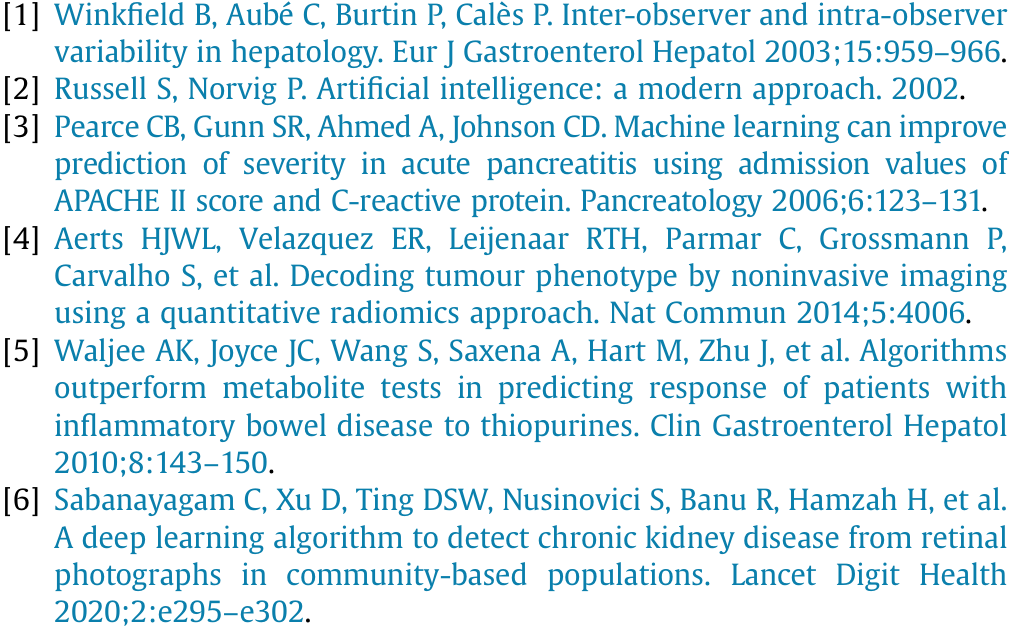 [1] Winkfield B, Aubé C, Burtin P, Calès P. Inter-observer and intra-observer
variability in hepatology. Eur J Gastroenterol Hepatol 2003;15:959–966.
[2] Russell S, Norvig P. Artificial intelligence: a modern approach. 2002.
[3] Pearce CB, Gunn SR, Ahmed A, Johnson CD. Machine learning can improve
prediction of severity in acute pancreatitis using admission values of
APACHE II score and C-reactive protein. Pancreatology 2006;6:123–131.
[4] Aerts HJWL, Velazquez ER, Leijenaar RTH, Parmar C, Grossmann P,
Carvalho S, et al. Decoding tumour phenotype by noninvasive imaging
using a quantitative radiomics approach. Nat Commun 2014;5:4006.
[5] Waljee AK, Joyce JC, Wang S, Saxena A, Hart M, Zhu J, et al. Algorithms
outperform metabolite tests in predicting response of patients with
inflammatory bowel disease to thiopurines. Clin Gastroenterol Hepatol
2010;8:143–150.
[6] Sabanayagam C, Xu D, Ting DSW, Nusinovici S, Banu R, Hamzah H, et al.
A deep learning algorithm to detect chronic kidney disease from retinal
photographs in community-based populations. Lancet Digit Health
2020;2:e295–e302.